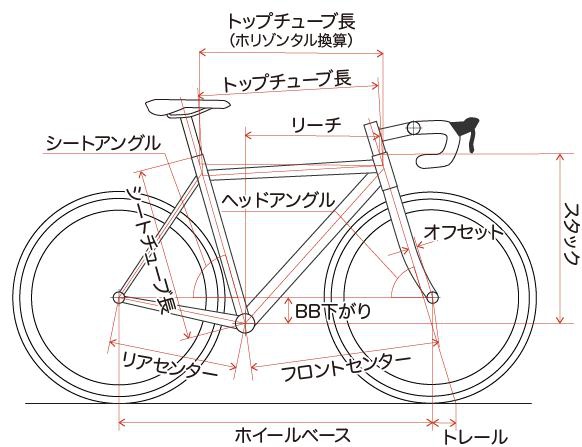 トップチューブ長
（ホリゾンタル換算）
トップチューブ長
リーチ
シートアングル
ヘッドアングル
シートチューブ長
オフセット
スタック
BB下がり
リアセンター
フロントセンター
ホイールベース
トレール